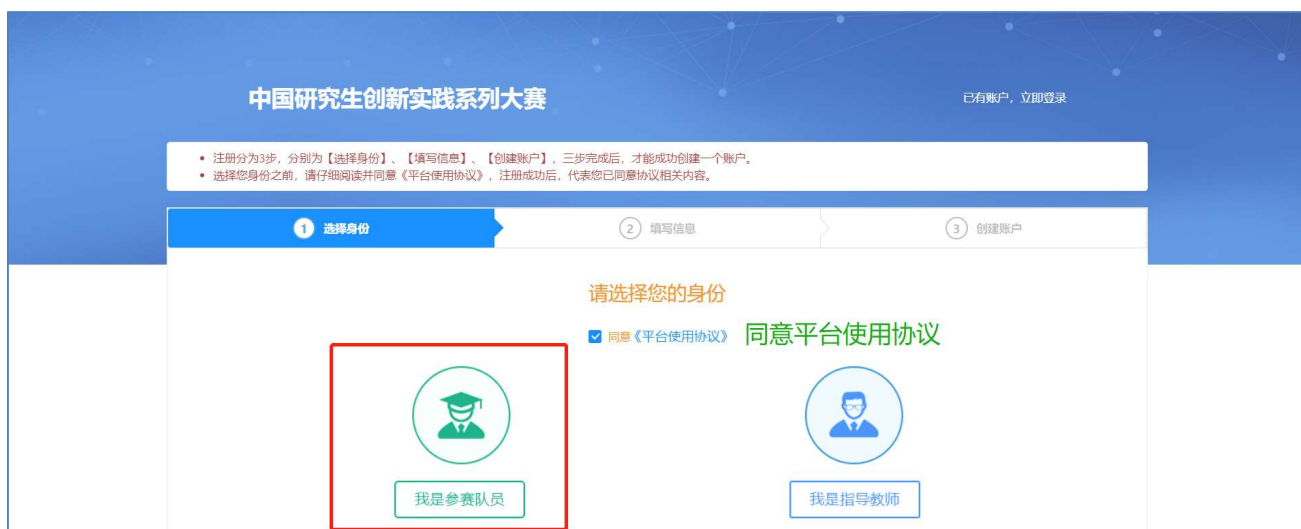 中国研究生创新实践系列大赛
已有账户，立即登录
注册分为3步，分别为【选择身份】、【填写信息】、【创建账户】，三步完成后，才能成功创建一个账户。
选择您身份之前，请仔细阅读并同意《平台使用协议》，注册成功后，代表您已同意协议相关内容。
1 选择身份
2 填写信息
3 创建账户
请选择您的身份
同意《平台使用协议》 同意平台使用协议
我是参赛队员
我是指导教师